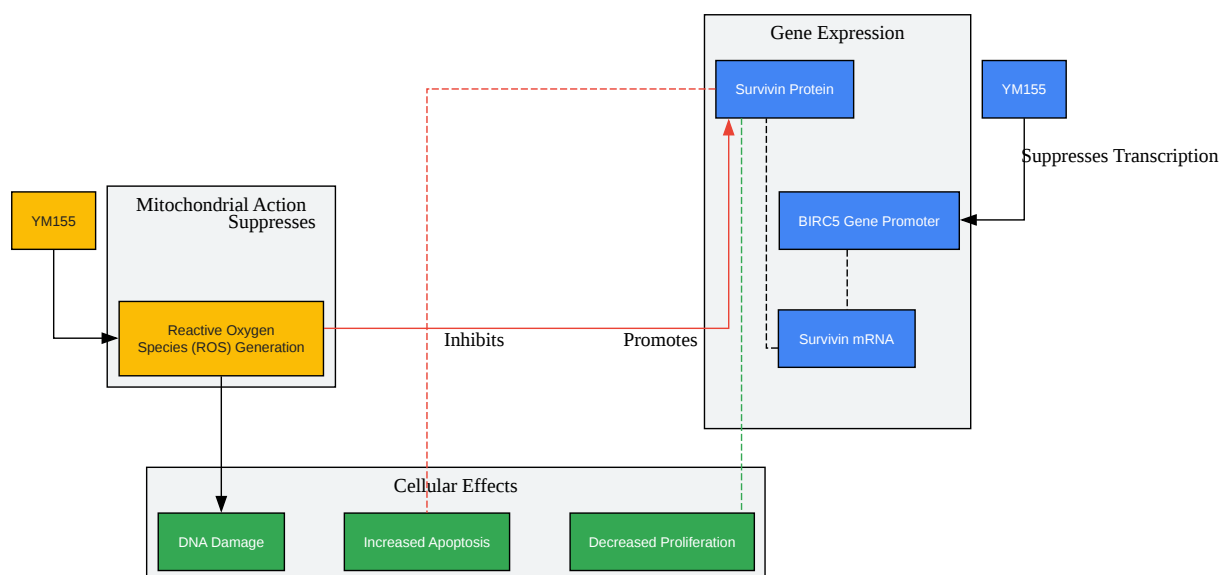 Gene Expression
Survivin Protein
YM155
Suppresses Transcription
Mitochondrial Action
Suppresses
YM155
BIRC5 Gene Promoter
Reactive Oxygen
Species (ROS) Generation
Inhibits
Promotes
Survivin mRNA
Cellular Effects
DNA Damage
Increased Apoptosis
Decreased Proliferation